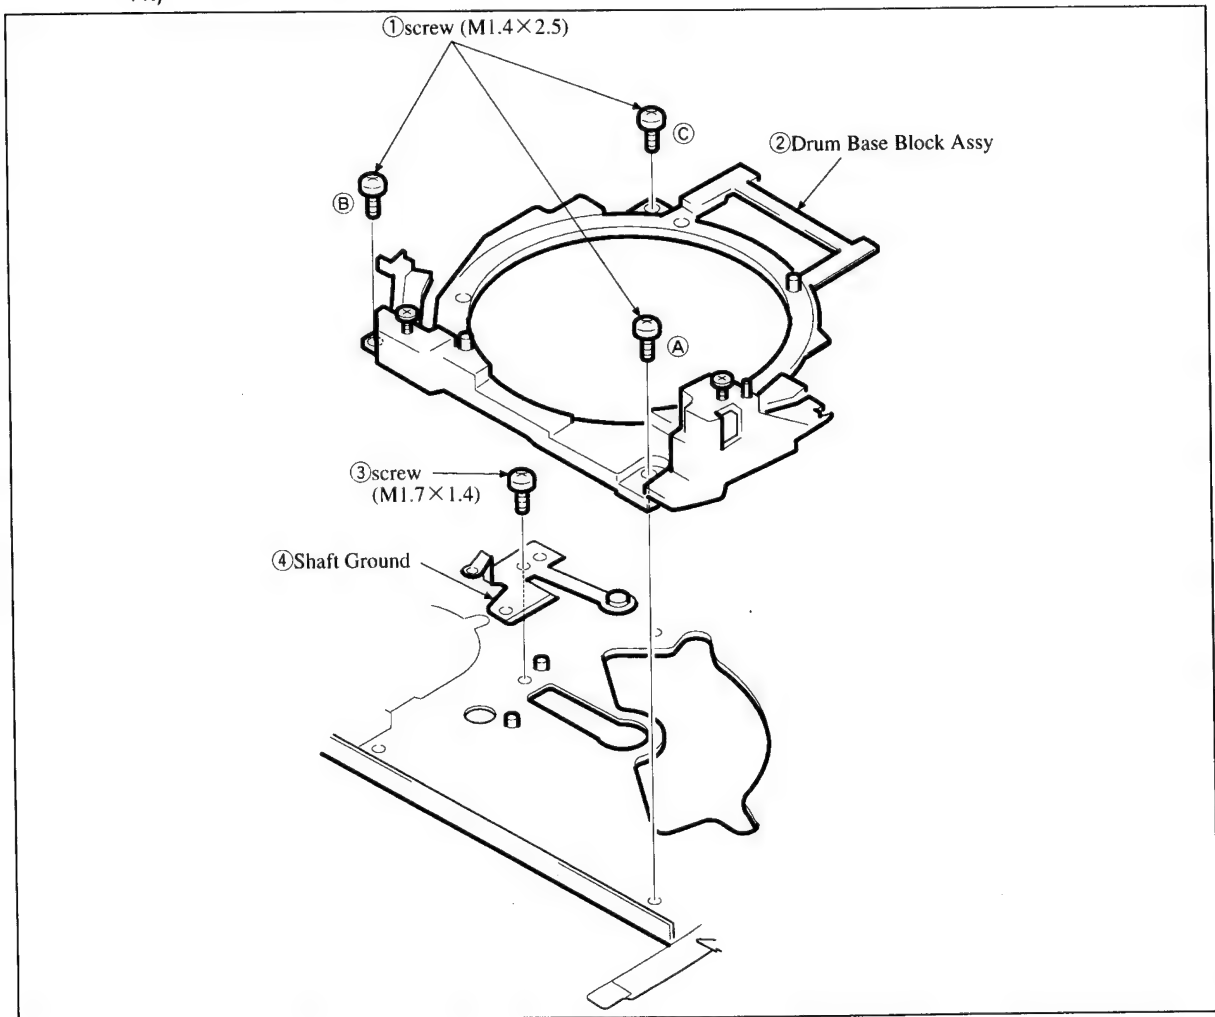 ①screw (M1.4×2.5)
Ⓒ
②Drum Base Block Assy
Ⓑ
Ⓐ
③screw
(M1.7×1.4)
④Shaft Ground